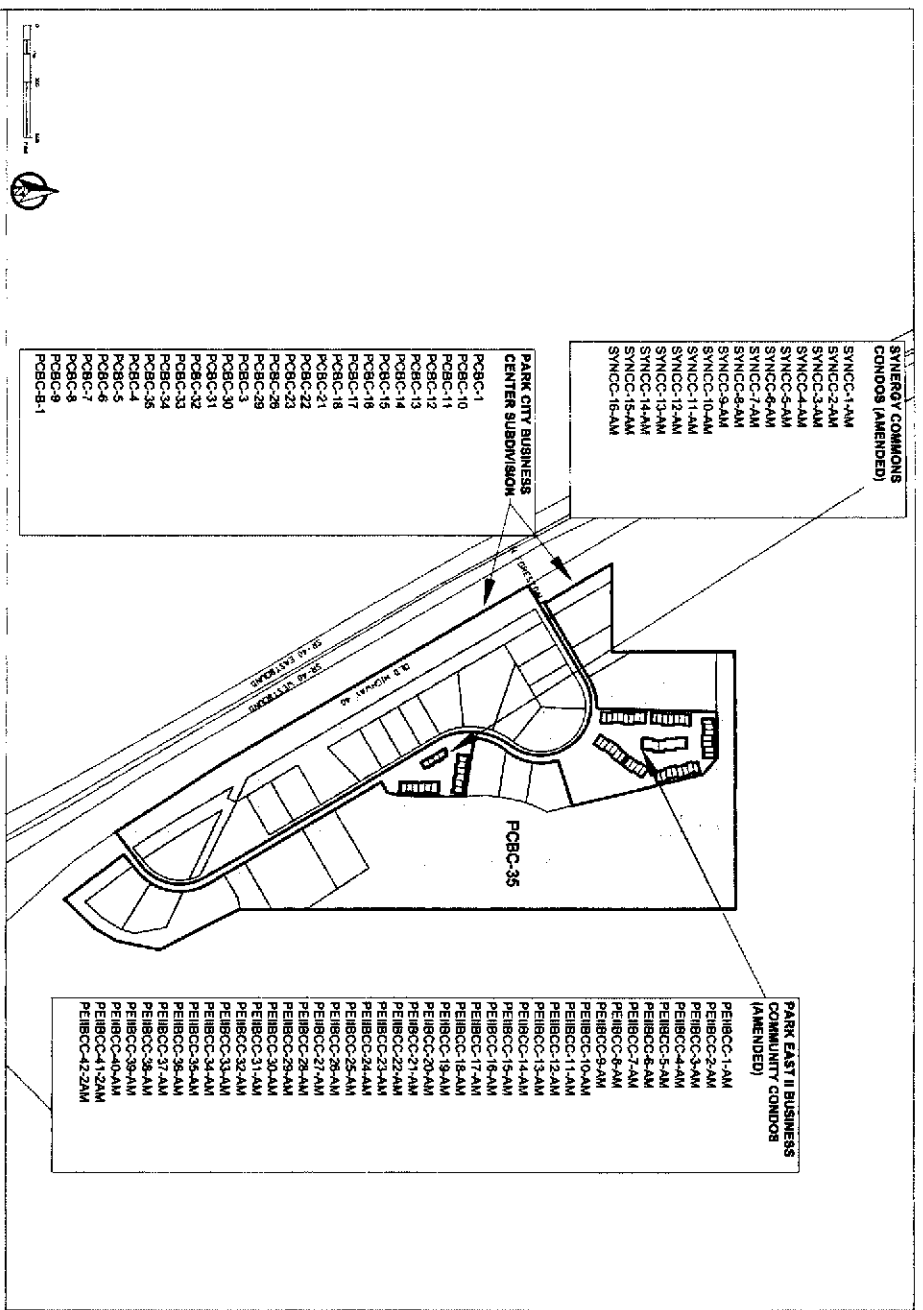 SYNERGY COMMONS
CONDOS (AMENDED)
SYNCC-1-AM
SYNCC-2-AM
SYNCC-3-AM
SYNCC-4-AM
SYNCC-5-AM
SYNCC-6-AM
SYNCC-7-AM
SYNCC-8-AM
SYNCC-9-AM
SYNCC-10-AM
SYNCC-11-AM
SYNCC-12-AM
SYNCC-13-AM
SYNCC-14-AM
SYNCC-15-AM
SYNCC-16-AM
PARK CITY BUSINESS
CENTER SUBDIVISION
PCBC-1
PCBC-10
PCBC-11
PCBC-12
PCBC-13
PCBC-14
PCBC-15
PCBC-16
PCBC-17
PCBC-18
PCBC-21
PCBC-22
PCBC-23
PCBC-26
PCBC-29
PCBC-3
PCBC-30
PCBC-31
PCBC-32
PCBC-33
PCBC-34
PCBC-35
PCBC-4
PCBC-5
PCBC-6
PCBC-7
PCBC-8
PCBC-9
PCBC-B-1
SR-40 EASTBOUND
SR-40 WESTBOUND
OLD HIGHWAY 40
PCBC-35
PARK EAST II BUSINESS
COMMUNITY CONDOS
(AMENDED)
PEIIBCC-1-AM
PEIIBCC-2-AM
PEIIBCC-3-AM
PEIIBCC-4-AM
PEIIBCC-5-AM
PEIIBCC-6-AM
PEIIBCC-7-AM
PEIIBCC-8-AM
PEIIBCC-9-AM
PEIIBCC-10-AM
PEIIBCC-11-AM
PEIIBCC-12-AM
PEIIBCC-13-AM
PEIIBCC-14-AM
PEIIBCC-15-AM
PEIIBCC-16-AM
PEIIBCC-17-AM
PEIIBCC-18-AM
PEIIBCC-19-AM
PEIIBCC-20-AM
PEIIBCC-21-AM
PEIIBCC-22-AM
PEIIBCC-23-AM
PEIIBCC-24-AM
PEIIBCC-25-AM
PEIIBCC-26-AM
PEIIBCC-27-AM
PEIIBCC-28-AM
PEIIBCC-29-AM
PEIIBCC-30-AM
PEIIBCC-31-AM
PEIIBCC-32-AM
PEIIBCC-33-AM
PEIIBCC-34-AM
PEIIBCC-35-AM
PEIIBCC-36-AM
PEIIBCC-37-AM
PEIIBCC-38-AM
PEIIBCC-39-AM
PEIIBCC-40-AM
PEIIBCC-41-2AM
PEIIBCC-42-2AM